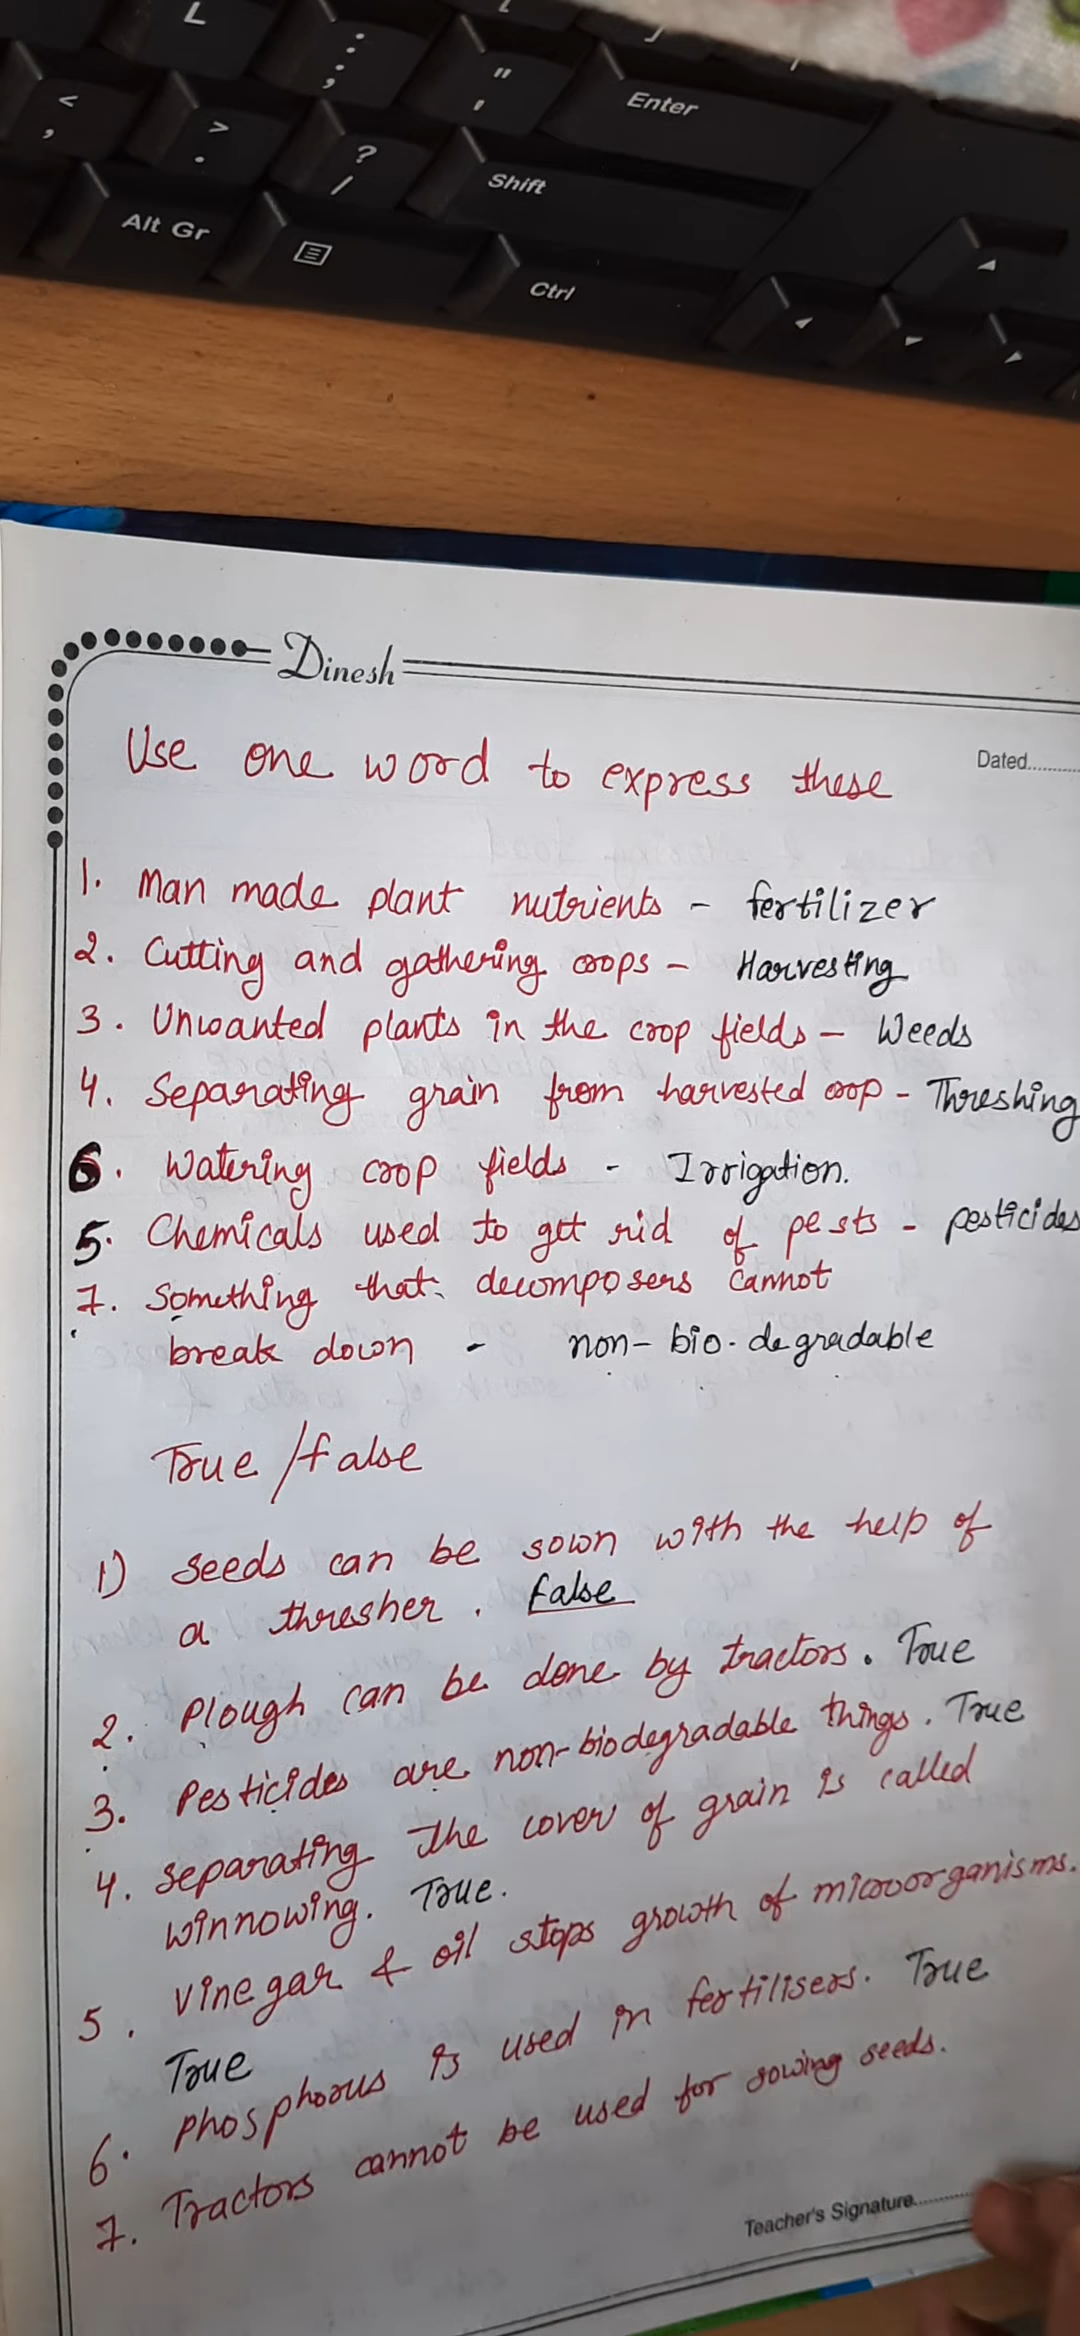 L
: ;
" '
Enter
< ,
> .
? /
Shift
Alt Gr
Ctrl
Dinesh
Dated..........
Use one word to express these
1. Man made plant nutrients - fertilizer
2. Cutting and gathering crops - Harvesting
3. Unwanted plants in the crop fields - Weeds
4. Separating grain from harvested crop - Threshing
6. Watering crop fields - Irrigation.
5. Chemicals used to get rid of pests - pesticides
7. Something that decomposers cannot
break down - non-bio-degradable
True/false
1) Seeds can be sown with the help of
a thresher. false
2. Plough can be done by tractors. True
3. Pesticides are non-biodegradable things. True
4. Separating the cover of grain is called
winnowing. True.
5. Vinegar & oil stops growth of microorganisms.
True
6. Phosphorus is used in fertilisers. True
7. Tractors cannot be used for sowing seeds.
Teacher's Signature............